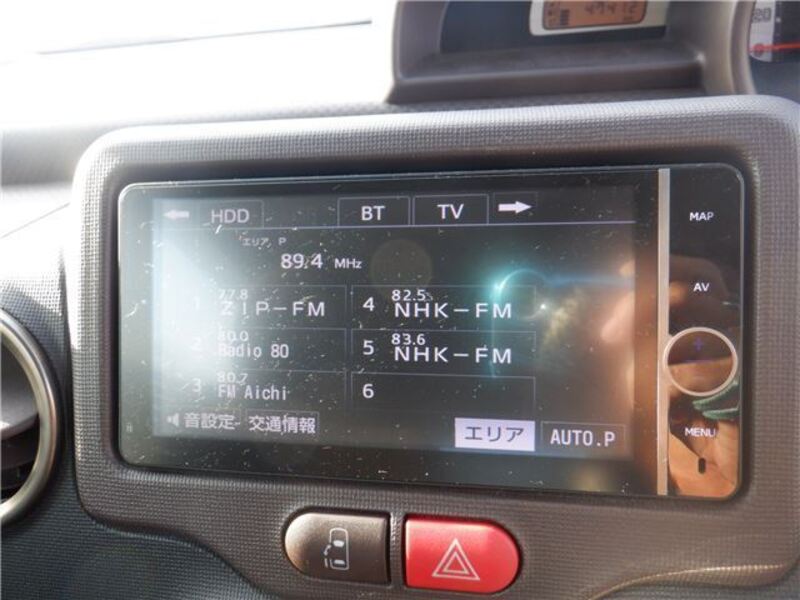 49412
20
HDD BT TV
MAP
エリア P
89.4 MHz
AV
77.8
1 ZIP-FM
82.5
4 NHK-FM
80.0
2 Radio 80
83.6
5 NHK-FM
80.7
3 FM Aichi
6
音設定 交通情報 エリア AUTO.P
MENU